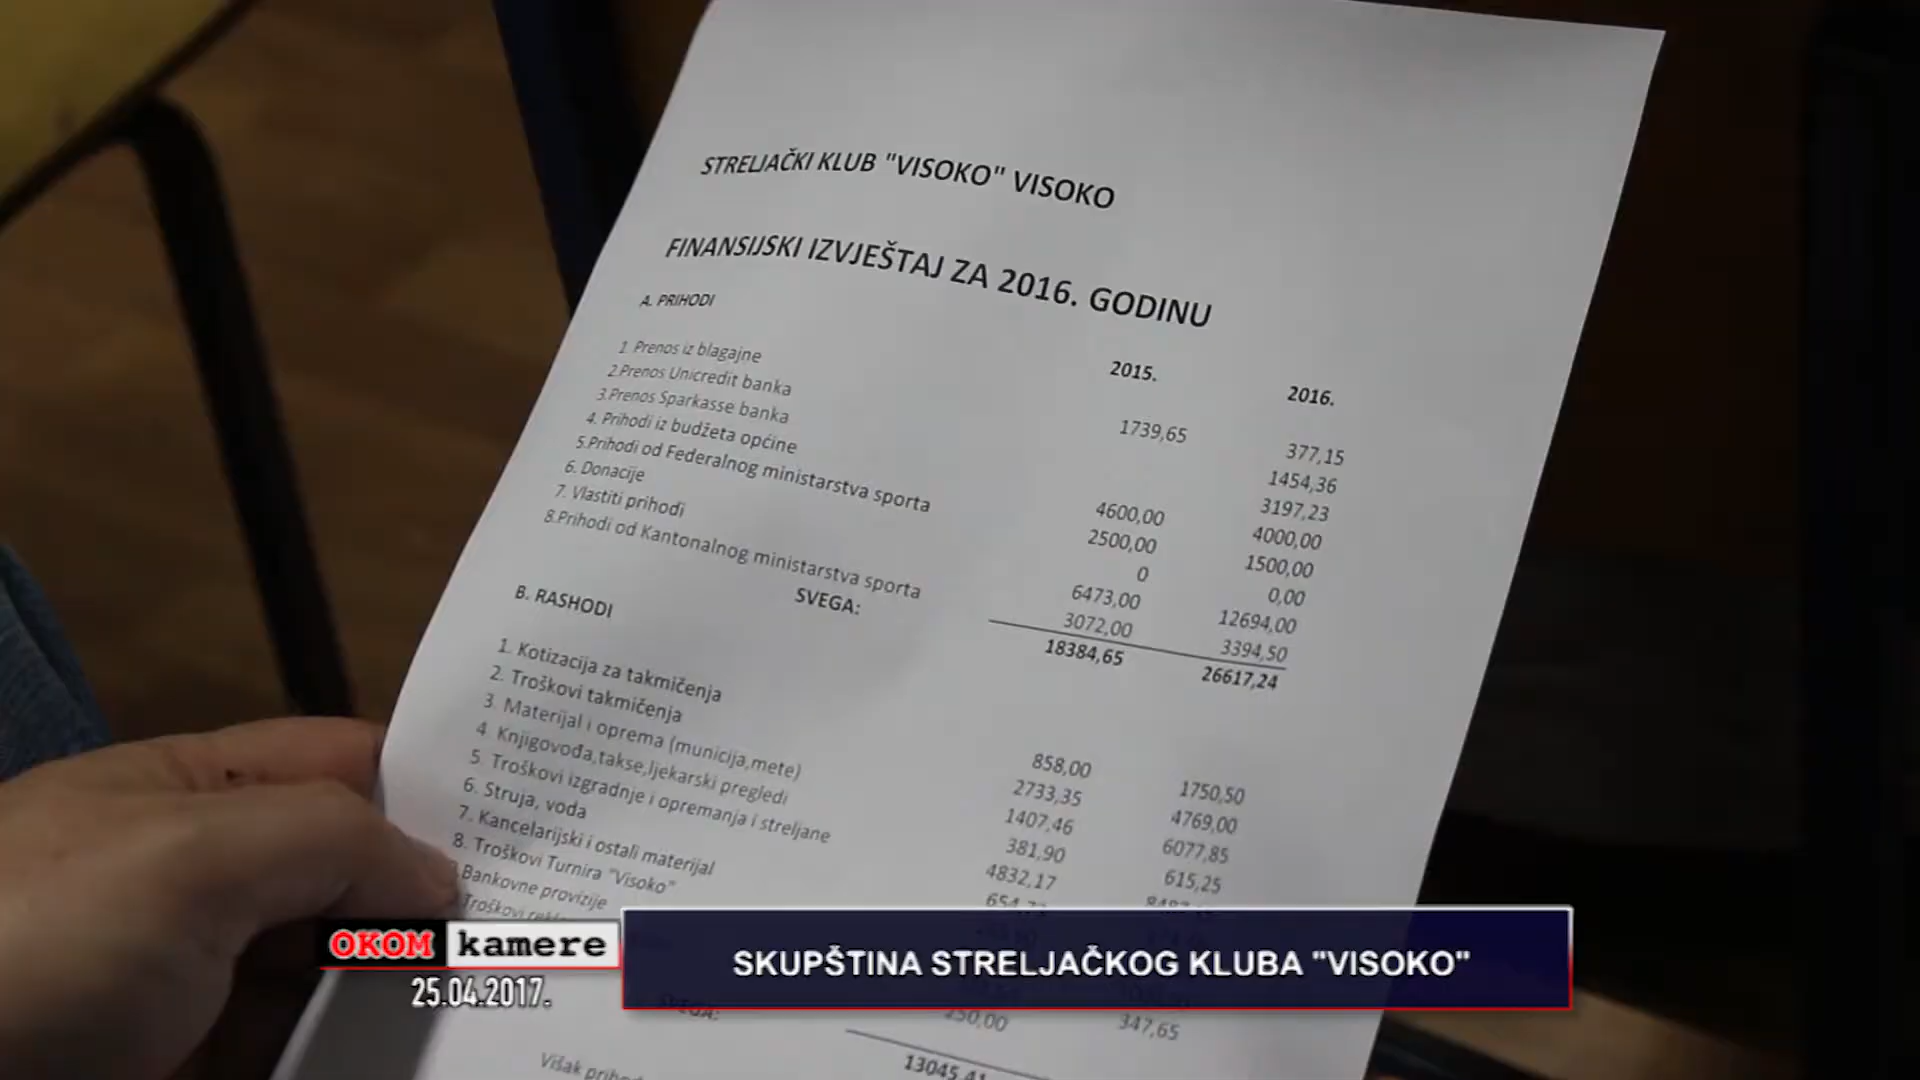 STRELJAČKI KLUB "VISOKO" VISOKO
FINANSIJSKI IZVJEŠTAJ ZA 2016. GODINU
A. PRIHODI
2015. 2016.
1. Prenos iz blagajne 1739,65 377,15
2.Prenos Unicredit banka 1454,36
3.Prenos Sparkasse banka 3197,23
4. Prihodi iz budžeta općine 4600,00 4000,00
5.Prihodi od Federalnog ministarstva sporta 2500,00 1500,00
6. Donacije 0 0,00
7. Vlastiti prihodi 6473,00 12694,00
8.Prihodi od Kantonalnog ministarstva sporta 3072,00 3394,50
SVEGA: 18384,65 26617,24
B. RASHODI
1. Kotizacija za takmičenja 858,00 1750,50
2. Troškovi takmičenja 2733,35 4769,00
3. Materijal i oprema (municija,mete) 1407,46 6077,85
4. Knjigovođa,takse,ljekarski pregledi 381,90 615,25
5. Troškovi izgradnje i opremanja i streljane 4832,17
6. Struja, voda
7. Kancelarijski i ostali materijal
8. Troškovi Turnira "Visoko"
Bankovne provizije
Troškovi
250,00 347,65
SVEGA: 13045,41
Višak
OKOM kamere
25.04.2017.
SKUPŠTINA STRELJAČKOG KLUBA "VISOKO"